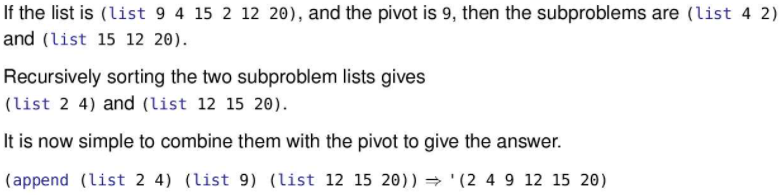 If the list is (list 9 4 15 2 12 20), and the pivot is 9, then the subproblems are (list 4 2)
and (list 15 12 20).
Recursively sorting the two subproblem lists gives
(list 2 4) and (list 12 15 20).
It is now simple to combine them with the pivot to give the answer.
(append (list 2 4) (list 9) (list 12 15 20)) ⇒ '(2 4 9 12 15 20)